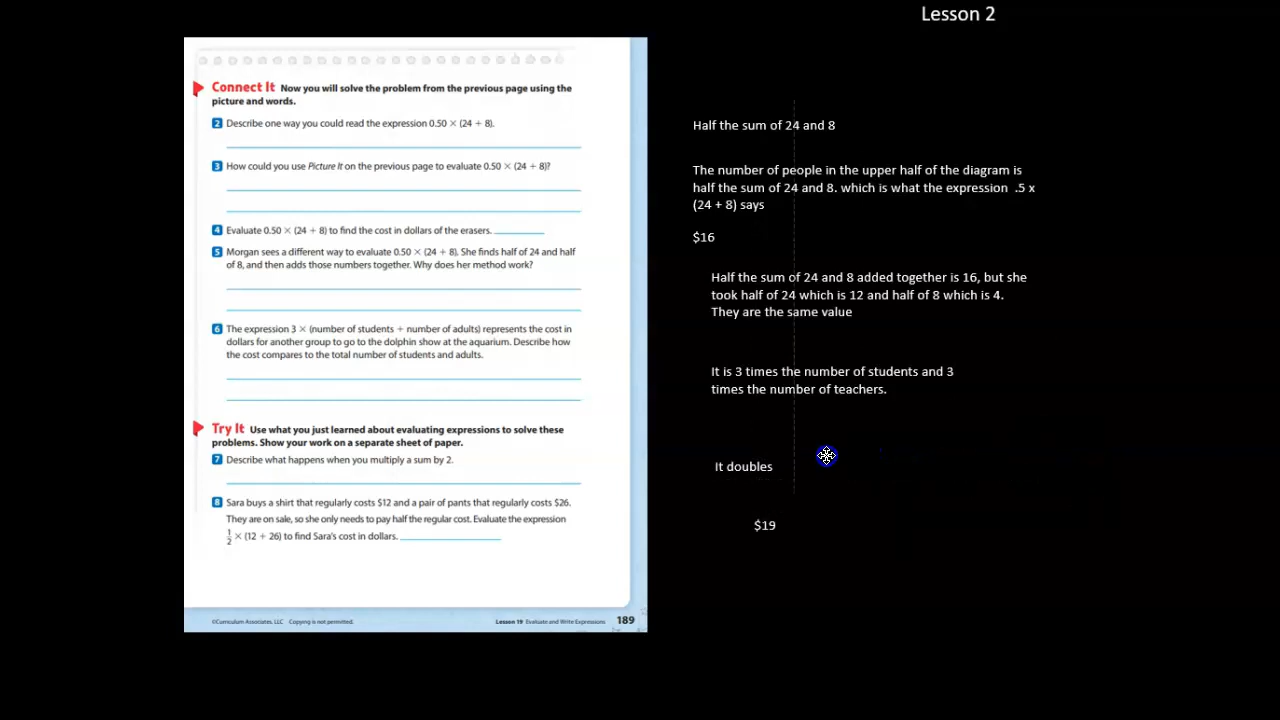 Lesson 2
Connect It Now you will solve the problem from the previous page using the
picture and words.
2 Describe one way you could read the expression 0.50 × (24 + 8).
3 How could you use Picture It on the previous page to evaluate 0.50 × (24 + 8)?
4 Evaluate 0.50 × (24 + 8) to find the cost in dollars of the erasers.
5 Morgan sees a different way to evaluate 0.50 × (24 + 8). She finds half of 24 and half
of 8, and then adds those numbers together. Why does her method work?
6 The expression 3 × (number of students + number of adults) represents the cost in
dollars for another group to go to the dolphin show at the aquarium. Describe how
the cost compares to the total number of students and adults.
Try It Use what you just learned about evaluating expressions to solve these
problems. Show your work on a separate sheet of paper.
7 Describe what happens when you multiply a sum by 2.
8 Sara buys a shirt that regularly costs $12 and a pair of pants that regularly costs $26.
They are on sale, so she only needs to pay half the regular cost. Evaluate the expression
1/2 × (12 + 26) to find Sara's cost in dollars.
©Curriculum Associates, LLC Copying is not permitted.
Lesson 19 Evaluate and Write Expressions 189
Half the sum of 24 and 8
The number of people in the upper half of the diagram is
half the sum of 24 and 8. which is what the expression .5 x
(24 + 8) says
$16
Half the sum of 24 and 8 added together is 16, but she
took half of 24 which is 12 and half of 8 which is 4.
They are the same value
It is 3 times the number of students and 3
times the number of teachers.
It doubles
$19